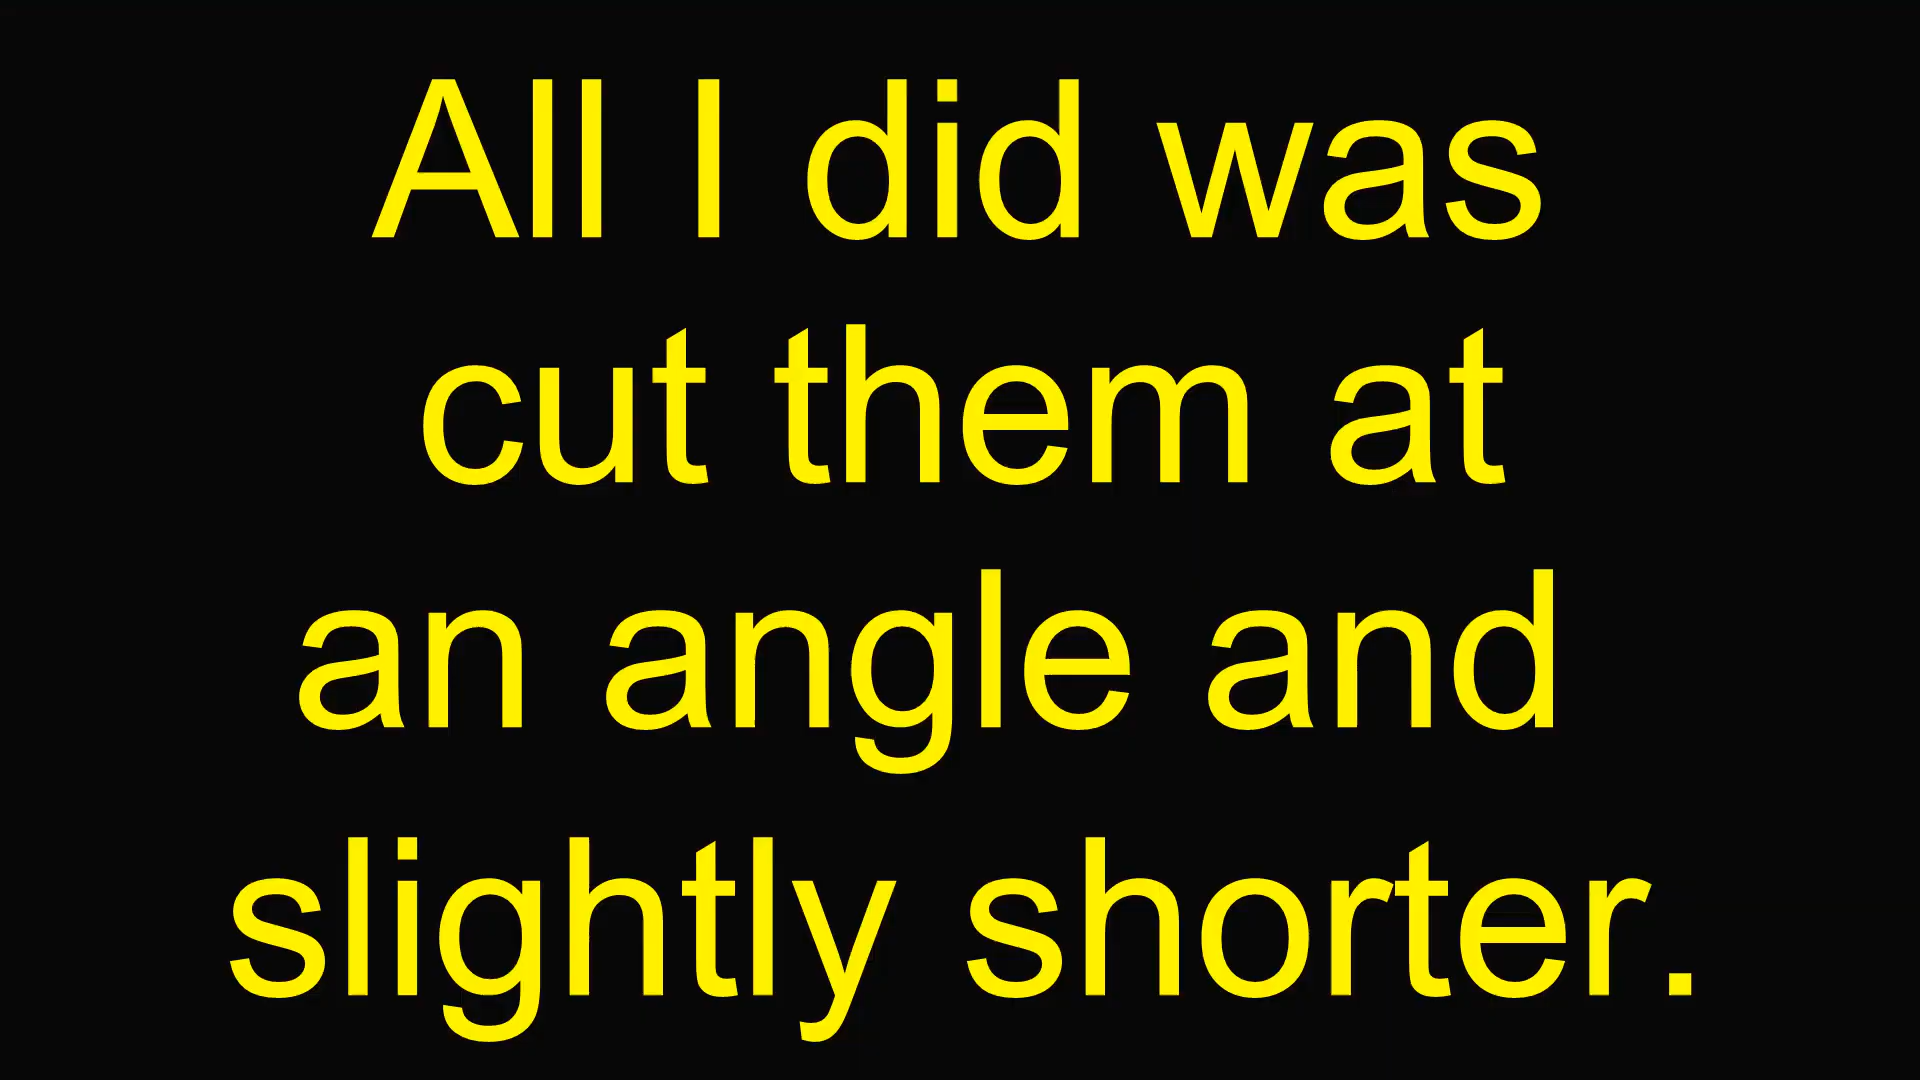 All I did was
cut them at
an angle and
slightly shorter.